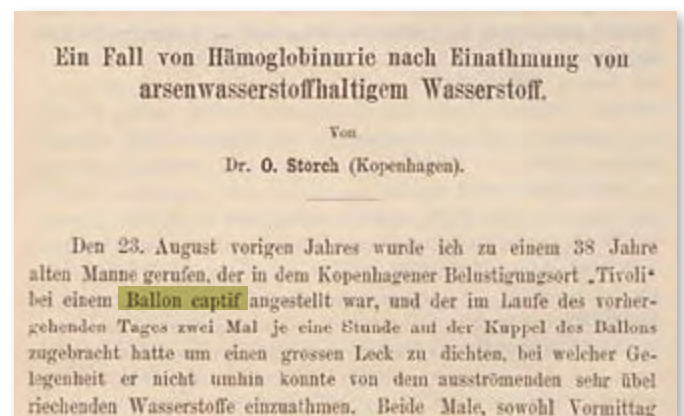 Ein Fall von Hämoglobinurie nach Einathmung von
arsenwasserstoffhaltigem Wasserstoff.
Von
Dr. O. Storch (Kopenhagen).
Den 23. August vorigen Jahres wurde ich zu einem 38 Jahre
alten Manne gerufen, der in dem Kopenhagener Belustigungsort „Tivoli“
bei einem Ballon captif angestellt war, und der im Laufe des vorher-
gehenden Tages zwei Mal je eine Stunde auf der Kuppel des Ballons
zugebracht hatte um einen grossen Leck zu dichten, bei welcher Ge-
legenheit er nicht umhin konnte von dem ausströmenden sehr übel
riechenden Wasserstoffe einzuathmen. Beide Male, sowohl Vormittag